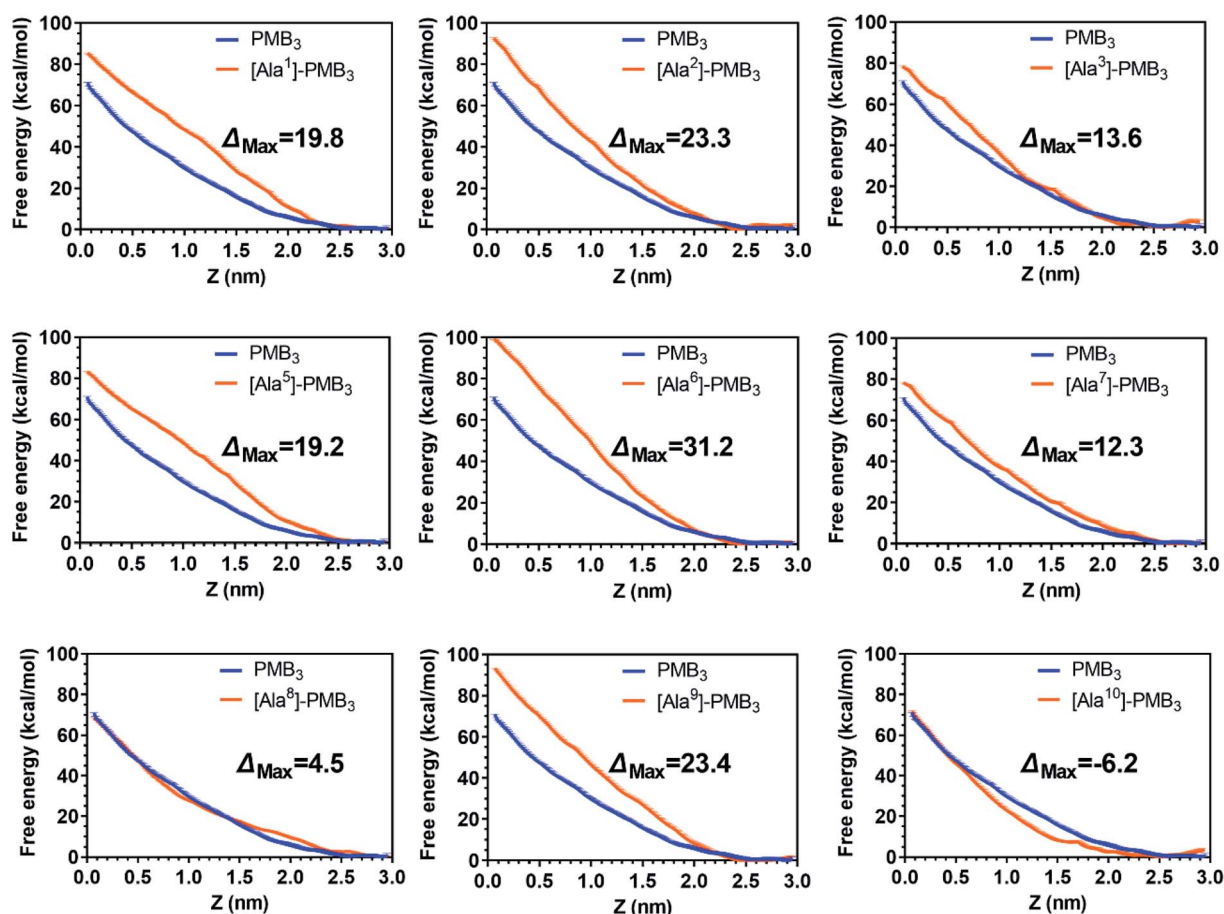 Free energy (kcal/mol)
100
80
60
40
20
0
PMB₃
[Ala¹]-PMB₃
Δ_Max=19.8
0.0 0.5 1.0 1.5 2.0 2.5 3.0
Z (nm)
Free energy (kcal/mol)
100
80
60
40
20
0
PMB₃
[Ala²]-PMB₃
Δ_Max=23.3
0.0 0.5 1.0 1.5 2.0 2.5 3.0
Z (nm)
Free energy (kcal/mol)
100
80
60
40
20
0
PMB₃
[Ala³]-PMB₃
Δ_Max=13.6
0.0 0.5 1.0 1.5 2.0 2.5 3.0
Z (nm)
Free energy (kcal/mol)
100
80
60
40
20
0
PMB₃
[Ala⁵]-PMB₃
Δ_Max=19.2
0.0 0.5 1.0 1.5 2.0 2.5 3.0
Z (nm)
Free energy (kcal/mol)
100
80
60
40
20
0
PMB₃
[Ala⁶]-PMB₃
Δ_Max=31.2
0.0 0.5 1.0 1.5 2.0 2.5 3.0
Z (nm)
Free energy (kcal/mol)
100
80
60
40
20
0
PMB₃
[Ala⁷]-PMB₃
Δ_Max=12.3
0.0 0.5 1.0 1.5 2.0 2.5 3.0
Z (nm)
Free energy (kcal/mol)
100
80
60
40
20
0
PMB₃
[Ala⁸]-PMB₃
Δ_Max=4.5
0.0 0.5 1.0 1.5 2.0 2.5 3.0
Z (nm)
Free energy (kcal/mol)
100
80
60
40
20
0
PMB₃
[Ala⁹]-PMB₃
Δ_Max=23.4
0.0 0.5 1.0 1.5 2.0 2.5 3.0
Z (nm)
Free energy (kcal/mol)
100
80
60
40
20
0
PMB₃
[Ala¹⁰]-PMB₃
Δ_Max=-6.2
0.0 0.5 1.0 1.5 2.0 2.5 3.0
Z (nm)